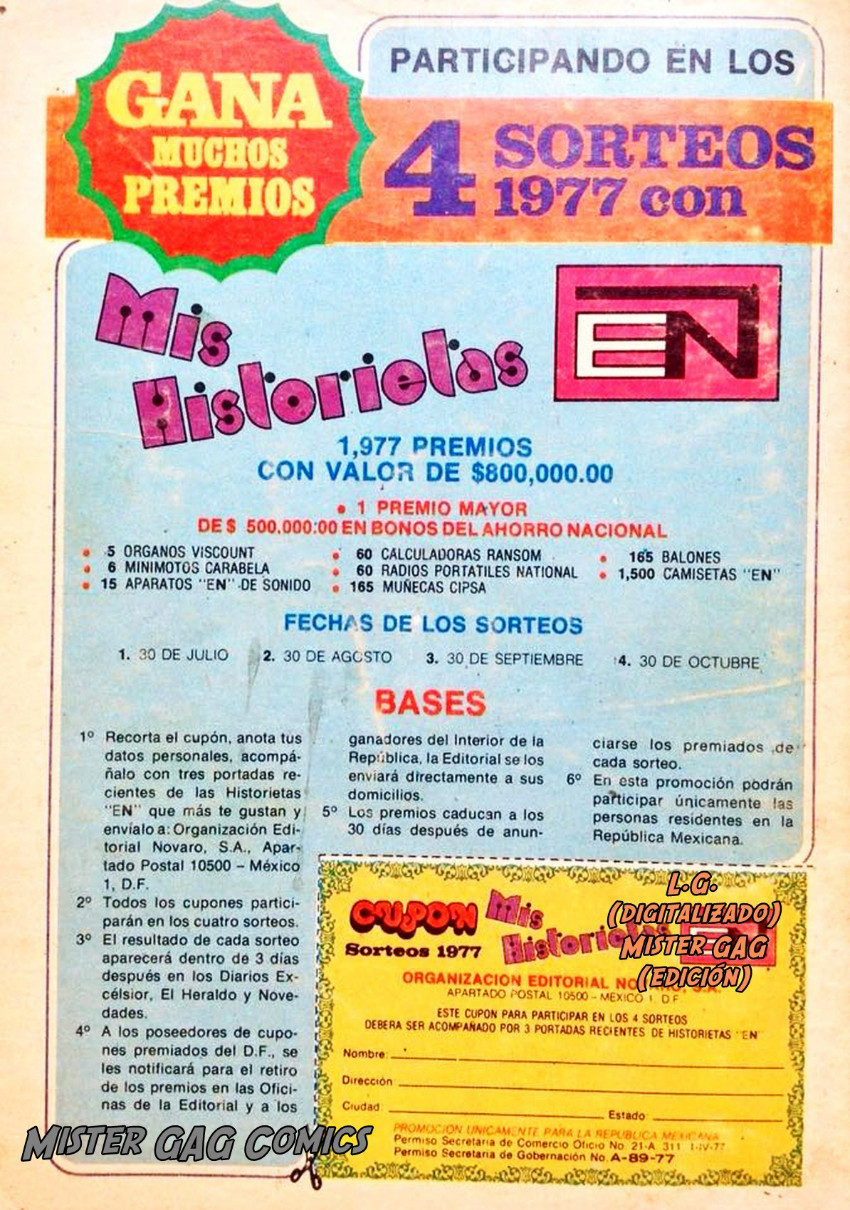 GANA
MUCHOS
PREMIOS
PARTICIPANDO EN LOS
4 SORTEOS
1977 con
Mis
Historietas
EN
1,977 PREMIOS
CON VALOR DE $800,000.00
• 1 PREMIO MAYOR
DE $ 500.000:00 EN BONOS DEL AHORRO NACIONAL
• 5 ORGANOS VISCOUNT
• 6 MINIMOTOS CARABELA
• 15 APARATOS "EN" DE SONIDO
• 60 CALCULADORAS RANSOM
• 60 RADIOS PORTATILES NATIONAL
• 165 MUÑECAS CIPSA
• 165 BALONES
• 1,500 CAMISETAS "EN"
FECHAS DE LOS SORTEOS
1. 30 DE JULIO 2. 30 DE AGOSTO 3. 30 DE SEPTIEMBRE 4. 30 DE OCTUBRE
BASES
1º Recorta el cupón, anota tus
datos personales, acompá-
ñalo con tres portadas re-
cientes de las Historietas
"EN" que más te gustan y
envíalo a: Organización Edi-
torial Novaro, S.A., Apar-
tado Postal 10500 – México
1, D.F.
2º Todos los cupones partici-
parán en los cuatro sorteos.
3º El resultado de cada sorteo
aparecerá dentro de 3 días
después en los Diarios Ex-
célsior, El Heraldo y Nove-
dades.
4º A los poseedores de cupo-
nes premiados del D.F., se
les notificará para el retiro
de los premios en las Ofici-
nas de la Editorial y a los
ganadores del Interior de la
República, la Editorial se los
enviará directamente a sus
domicilios.
5º Los premios caducan a los
30 días después de anun-
ciarse los premiados de
cada sorteo.
6º En esta promoción podrán
participar únicamente las
personas residentes en la
República Mexicana.
CUPON
Sorteos 1977
Mis
Historietas
L.G.
(DIGITALIZADO)
MISTER GAG
(EDICIÓN)
ORGANIZACION EDITORIAL NOVARO, S.A.
APARTADO POSTAL 10500 – MEXICO 1, D F
ESTE CUPON PARA PARTICIPAR EN LOS 4 SORTEOS
DEBERA SER ACOMPAÑADO POR 3 PORTADAS RECIENTES DE HISTORIETAS "EN"
Nombre:
Dirección:
Ciudad: Estado:
PROMOCION UNICAMENTE PARA LA REPUBLICA MEXICANA
Permiso Secretaria de Comercio Oficio No. 21-A 311 1-IV-77
Permiso Secretaria de Gobernación No. A-89-77
MISTER GAG COMICS